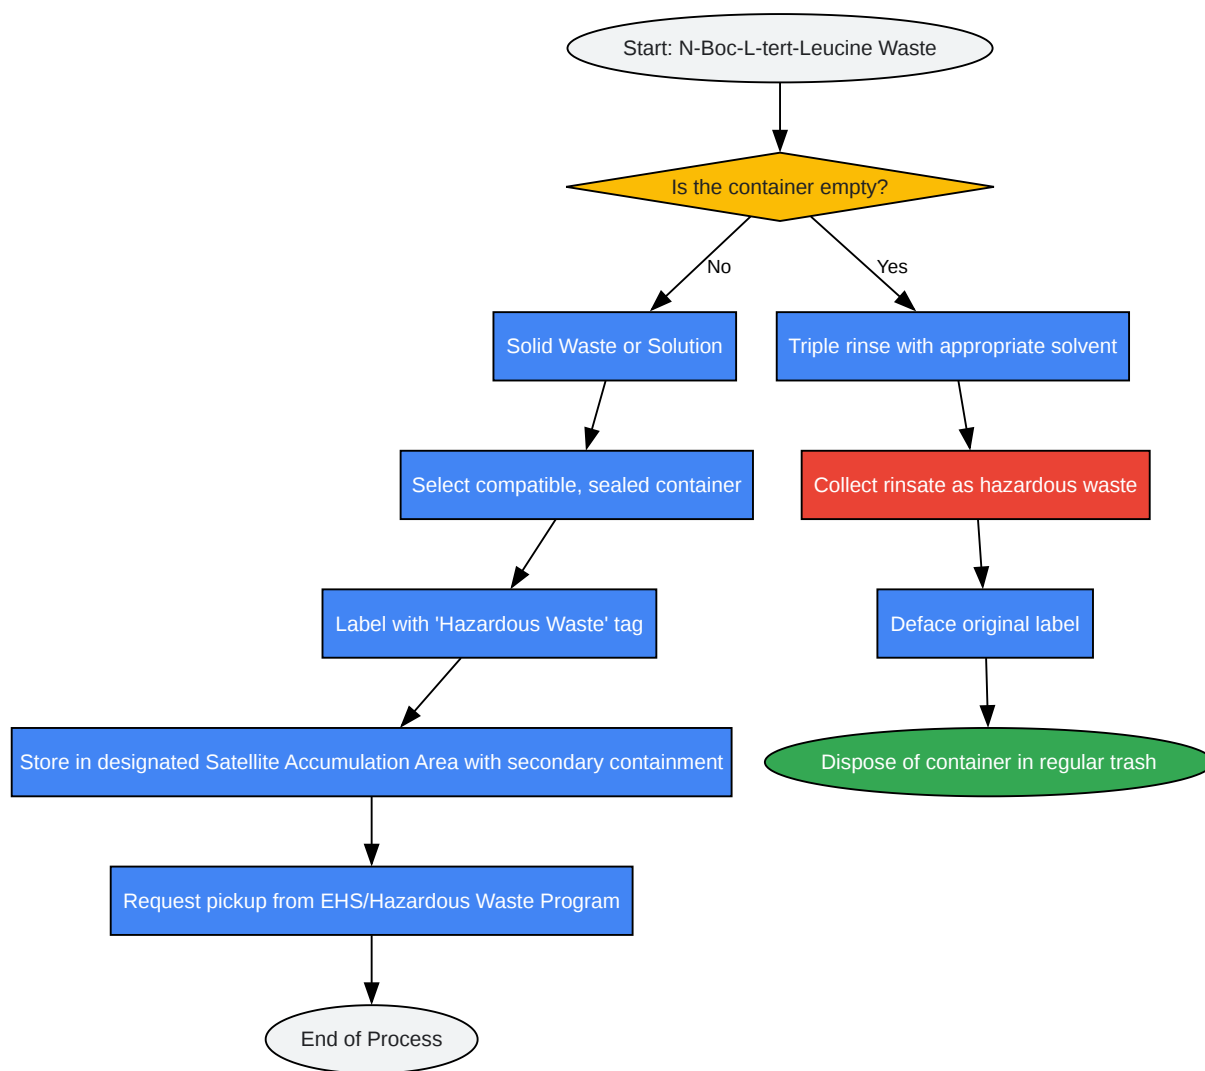 Start: N-Boc-L-tert-Leucine Waste
Is the container empty?
No
Yes
Solid Waste or Solution
Triple rinse with appropriate solvent
Select compatible, sealed container
Collect rinsate as hazardous waste
Label with 'Hazardous Waste' tag
Deface original label
Store in designated Satellite Accumulation Area with secondary containment
Dispose of container in regular trash
Request pickup from EHS/Hazardous Waste Program
End of Process